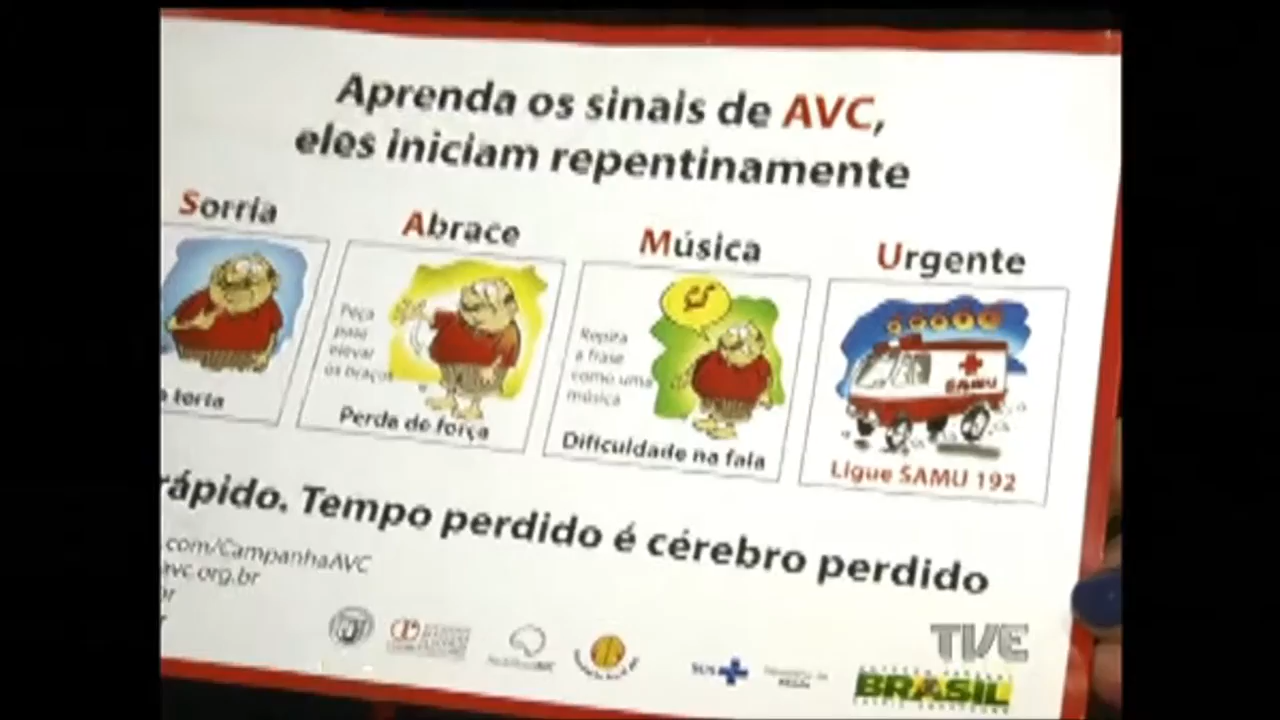 Aprenda os sinais de AVC,
eles iniciam repentinamente
Sorria
Abrace
Música
Urgente
Peça
para
elevar
os braços
Repita
a frase
como uma
música
SAMU
torta
Perda de força
Dificuldade na fala
Ligue SAMU 192
rápido. Tempo perdido é cérebro perdido
.com/CampanhaAVC
avc.org.br
TVE
SUS
BRASIL